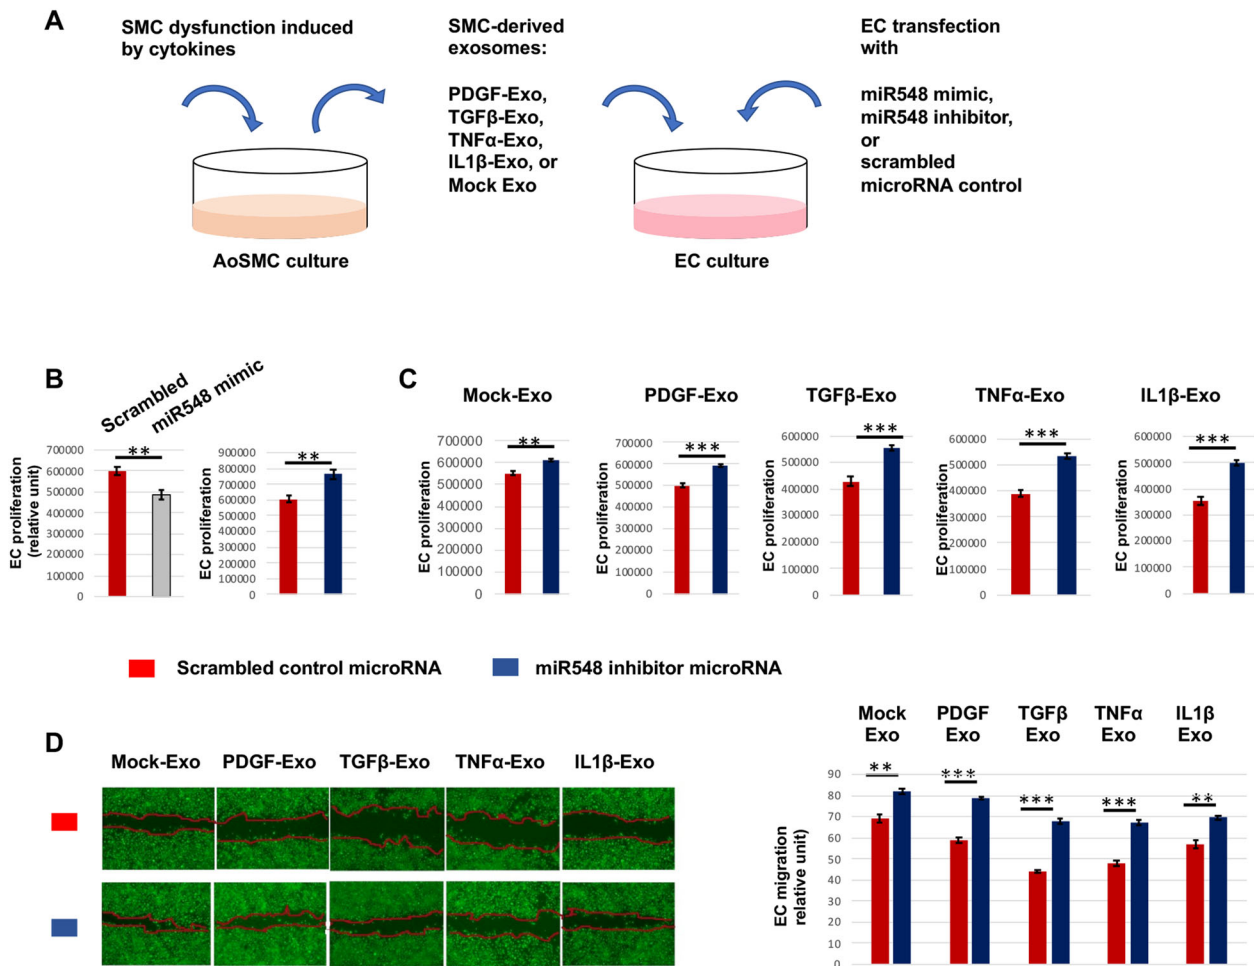 A
SMC dysfunction induced
by cytokines
SMC-derived
exosomes:
PDGF-Exo,
TGFβ-Exo,
TNFα-Exo,
IL1β-Exo, or
Mock Exo
EC transfection
with
miR548 mimic,
miR548 inhibitor,
or
scrambled
microRNA control
AoSMC culture
EC culture
B
Scrambled
miR548 mimic
EC proliferation
(relative unit)
700000
600000
500000
400000
300000
200000
100000
0
**
EC proliferation
900000
800000
700000
600000
500000
400000
300000
200000
100000
0
**
C
Mock-Exo
EC proliferation
700000
600000
500000
400000
300000
200000
100000
0
**
PDGF-Exo
EC proliferation
700000
600000
500000
400000
300000
200000
100000
0
***
TGFβ-Exo
EC proliferation
600000
500000
400000
300000
200000
100000
0
***
TNFα-Exo
EC proliferation
600000
500000
400000
300000
200000
100000
0
***
IL1β-Exo
EC proliferation
600000
500000
400000
300000
200000
100000
0
***
Scrambled control microRNA
miR548 inhibitor microRNA
D
Mock-Exo
PDGF-Exo
TGFβ-Exo
TNFα-Exo
IL1β-Exo
Mock
Exo
PDGF
Exo
TGFβ
Exo
TNFα
Exo
IL1β
Exo
EC migration
relative unit
90
80
70
60
50
40
30
20
10
0
**
***
***
***
**